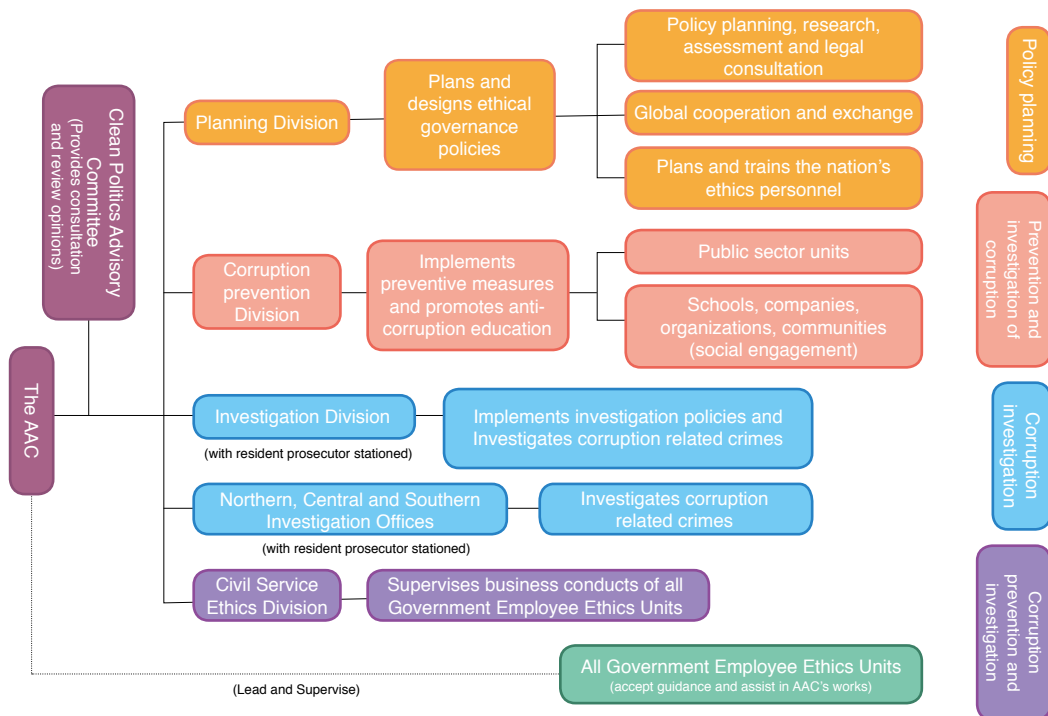 Clean Politics Advisory
Committee
(Provides consultation
and review opinions)
The AAC
Planning Division
Plans and
designs ethical
governance
policies
Policy planning, research,
assessment and legal
consultation
Global cooperation and exchange
Plans and trains the nation's
ethics personnel
Policy planning
Corruption
prevention
Division
Implements
preventive measures
and promotes anti-
corruption education
Public sector units
Schools, companies,
organizations, communities
(social engagement)
Prevention and
investigation of
corruption
Investigation Division
(with resident prosecutor stationed)
Implements investigation policies and
Investigates corruption related crimes
Northern, Central and Southern
Investigation Offices
(with resident prosecutor stationed)
Investigates corruption
related crimes
Corruption
investigation
Civil Service
Ethics Division
Supervises business conducts of all
Government Employee Ethics Units
Corruption
prevention and
investigation
All Government Employee Ethics Units
(accept guidance and assist in AAC's works)
(Lead and Supervise)